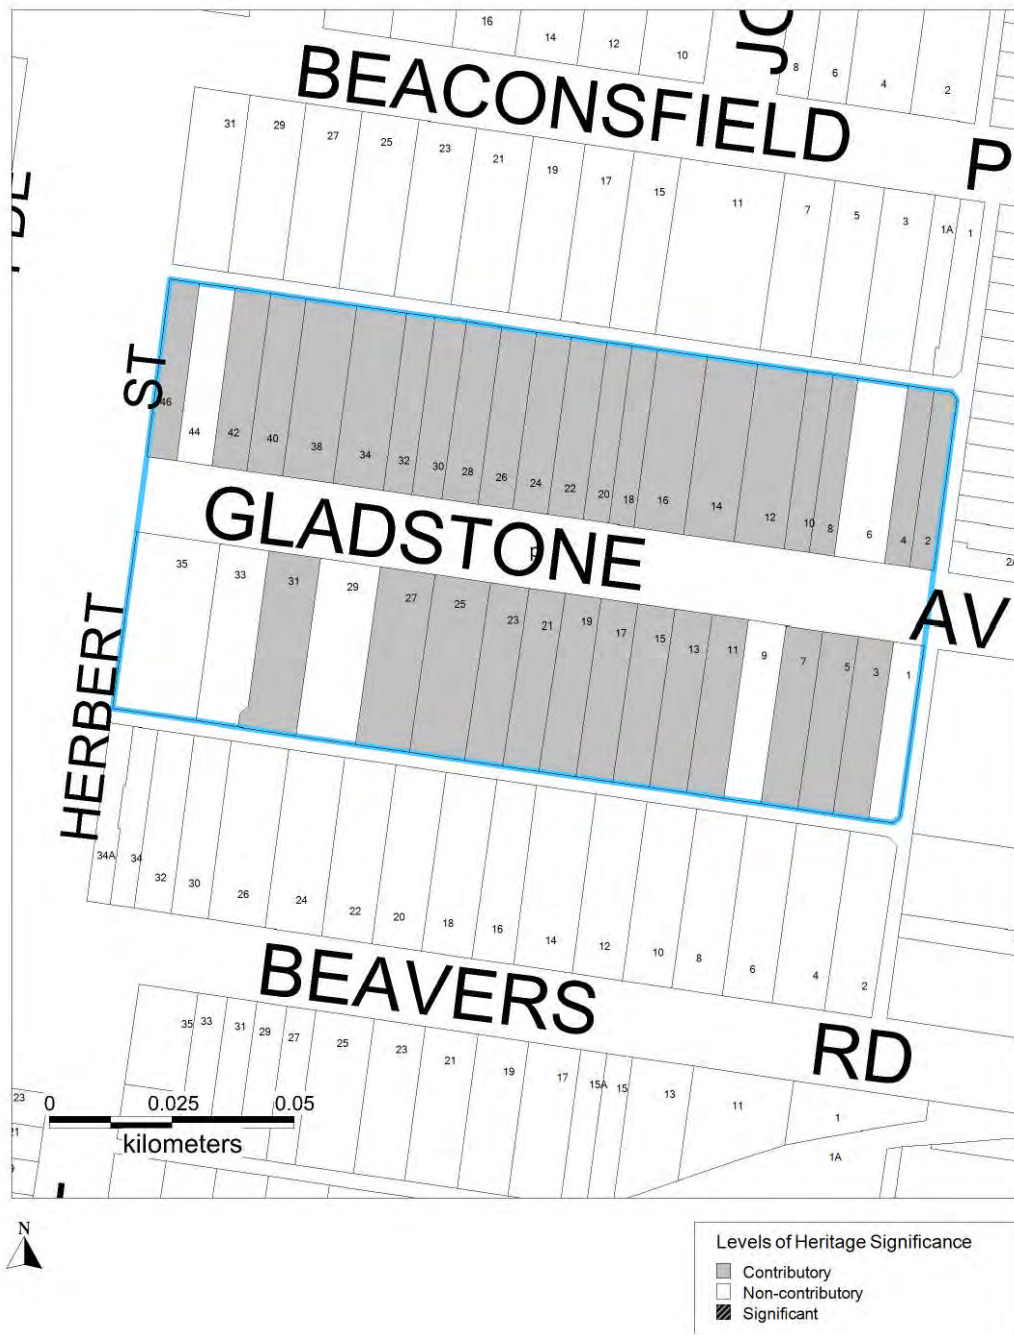 16 14 12 10 8 6 4 2
BEACONSFIELD P
31 29 27 25 23 21 19 17 15 11 7 5 3 1A 1
ST
46 44 42 40 38 34 32 30 28 26 24 22 20 18 16 14 12 10 8 6 4 2
GLADSTONE AV
p
35 33 31 29 27 25 23 21 19 17 15 13 11 9 7 5 3 1
HERBERT
34A 34 32 30 26 24 22 20 18 16 14 12 10 8 6 4 2
BEAVERS RD
35 33 31 29 27 25 23 21 19 17 15A 15 13 11 1
1A
23
0 0.025 0.05
kilometers
N
Levels of Heritage Significance
Contributory
Non-contributory
Significant